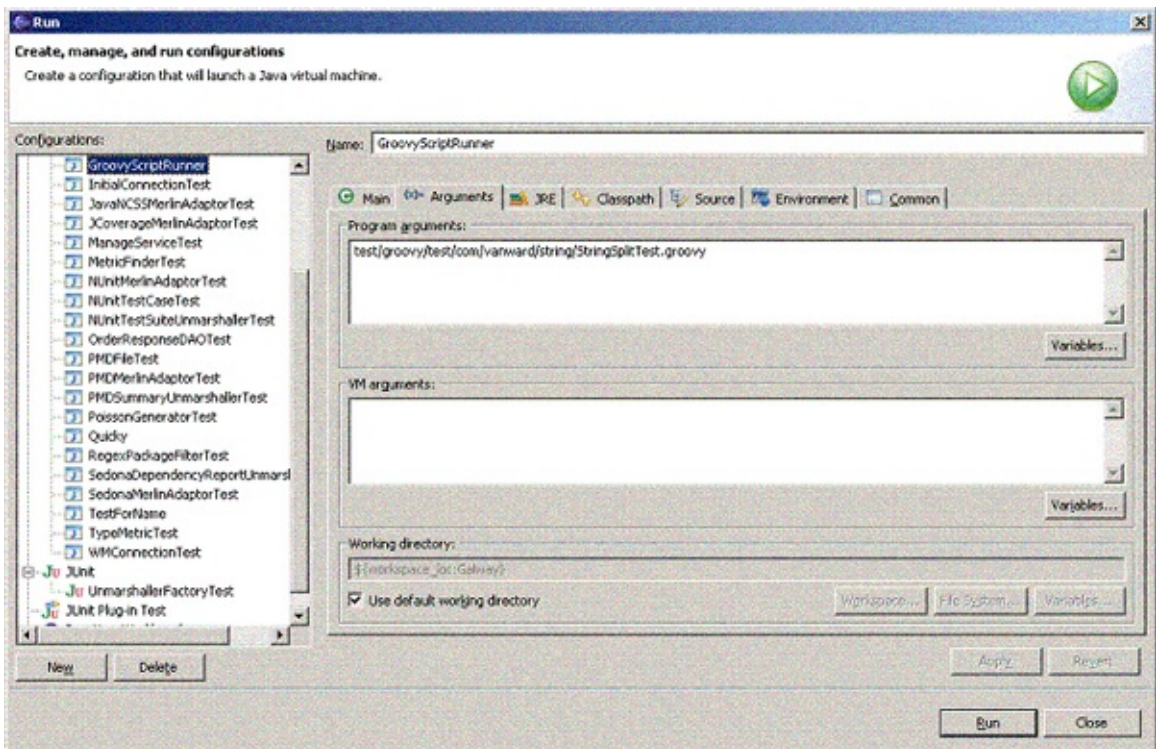 Run
Create, manage, and run configurations
Create a configuration that will launch a Java virtual machine.
Configurations:
GroovyScriptRunner
InitialConnectionTest
JavaNCSSMerlinAdaptorTest
JCoverageMerlinAdaptorTest
ManageServiceTest
MetricFinderTest
NUnitMerlinAdaptorTest
NUnitTestCaseTest
NUnitTestSuiteUnmarshallerTest
OrderResponseDAOTest
PMDFileTest
PMDMerlinAdaptorTest
PMDSummaryUnmarshallerTest
PoissonGeneratorTest
Quicky
RegexPackageFilterTest
SedonaDependencyReportUnmarsl
SedonaMerlinAdaptorTest
TestForName
TypeMetricTest
WMConnectionTest
JUnit
UnmarshallerFactoryTest
JUnit Plug-in Test
New Delete
Name: GroovyScriptRunner
Main Arguments JRE Classpath Source Environment Common
Program arguments:
test/groovy/test/com/vanward/string/StringSplitTest.groovy
Variables...
VM arguments:
Variables...
Working directory:
${workspace_loc:Galway}
Use default working directory
Workspace... File System... Variables...
Apply Revert
Run Close